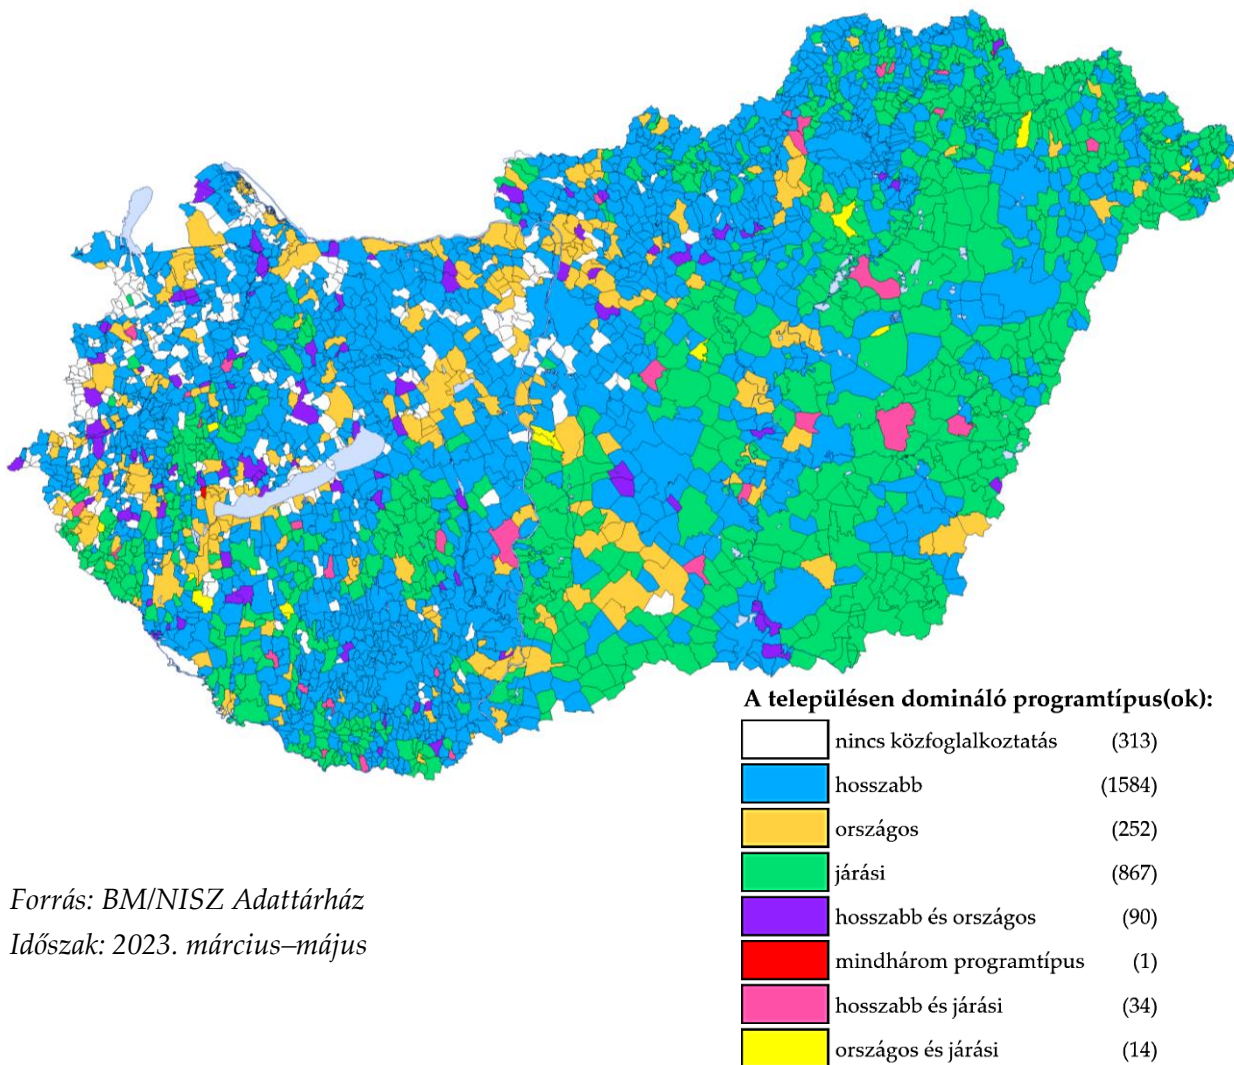 A településen domináló programtípus(ok):
nincs közfoglalkoztatás (313)
hosszabb (1584)
országos (252)
járási (867)
hosszabb és országos (90)
mindhárom programtípus (1)
hosszabb és járási (34)
országos és járási (14)
Forrás: BM/NISZ Adattárház
Időszak: 2023. március–május